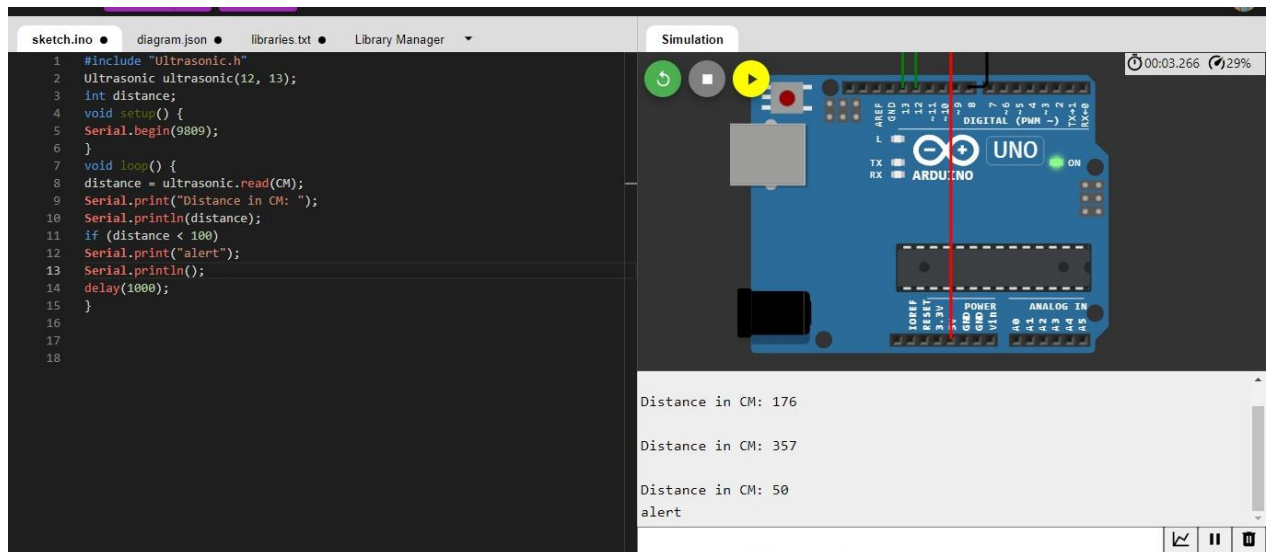 sketch.ino ● diagram.json ● libraries.txt ● Library Manager
1 #include "Ultrasonic.h"
2 Ultrasonic ultrasonic(12, 13);
3 int distance;
4 void setup() {
5 Serial.begin(9809);
6 }
7 void loop() {
8 distance = ultrasonic.read(CM);
9 Serial.print("Distance in CM: ");
10 Serial.println(distance);
11 if (distance < 100)
12 Serial.print("alert");
13 Serial.println();
14 delay(1000);
15 }
16
17
18
Simulation
00:03.266 29%
AREF GND 13 12 ~11 ~10 ~9 8 7 ~6 ~5 4 ~3 2 TX→1 RX←0
DIGITAL (PWM ~)
L
TX
RX
UNO
ON
ARDUINO
IOREF RESET 3.3V 5V GND GND Vin
POWER
ANALOG IN
A0 A1 A2 A3 A4 A5
Distance in CM: 176
Distance in CM: 357
Distance in CM: 50
alert